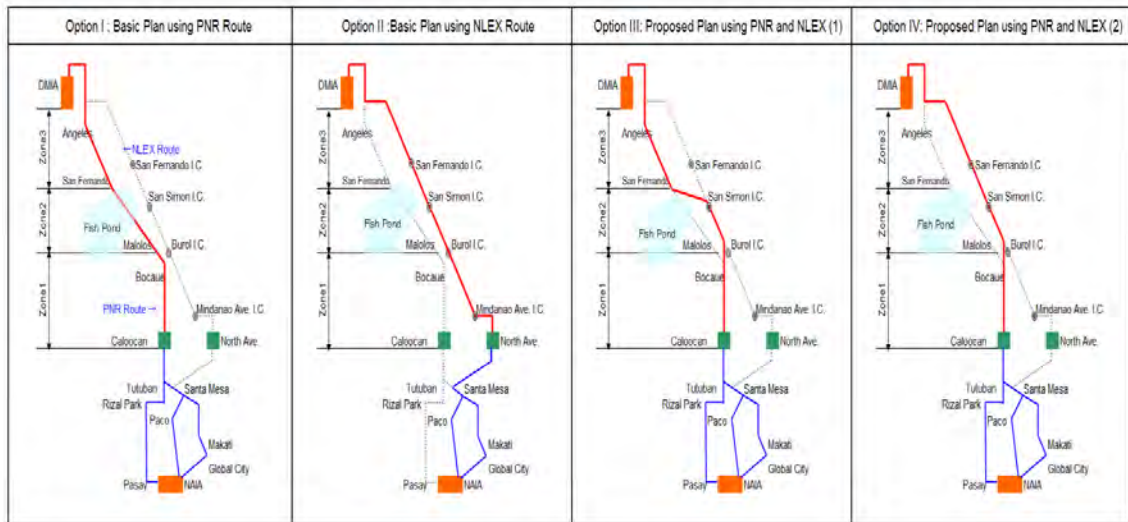 Option I : Basic Plan using PNR Route
Option II :Basic Plan using NLEX Route
Option III: Proposed Plan using PNR and NLEX (1)
Option IV: Proposed Plan using PNR and NLEX (2)
DMIA
Angeles
←NLEX Route
Zone3
San Fernando I.C.
San Fernando
San Simon I.C.
Zone2
Fish Pond
Malolos
Burol I.C.
Bocaue
Zone1
PNR Route→
Mindanao Ave. I.C.
Caloocan
North Ave.
Tutuban
Santa Mesa
Rizal Park
Paco
Makati
Global City
Pasay
NAIA
DMIA
Angeles
Zone3
San Fernando I.C.
San Fernando
San Simon I.C.
Zone2
Fish Pond
Malolos
Burol I.C.
Bocaue
Zone1
Mindanao Ave. I.C.
Caloocan
North Ave.
Tutuban
Santa Mesa
Rizal Park
Paco
Makati
Global City
Pasay
NAIA
DMIA
Angeles
Zone3
San Fernando I.C.
San Fernando
San Simon I.C.
Zone2
Fish Pond
Malolos
Burol I.C.
Bocaue
Zone1
Mindanao Ave. I.C.
Caloocan
North Ave.
Tutuban
Santa Mesa
Rizal Park
Paco
Makati
Global City
Pasay
NAIA
DMIA
Angeles
Zone3
San Fernando I.C.
San Fernando
San Simon I.C.
Zone2
Fish Pond
Malolos
Burol I.C.
Bocaue
Zone1
Mindanao Ave. I.C.
Caloocan
North Ave.
Tutuban
Santa Mesa
Rizal Park
Paco
Makati
Global City
Pasay
NAIA